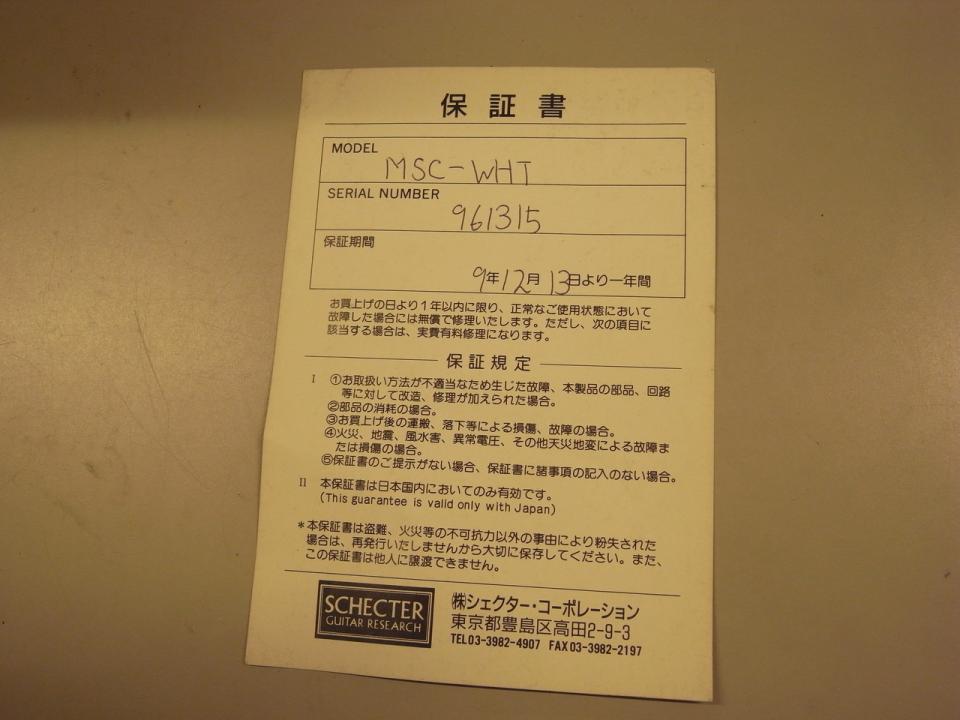 保証書
MODEL
MSC-WHT
SERIAL NUMBER
961315
保証期間
9年12月13日より一年間
お買上げの日より1年以内に限り、正常なご使用状態において
故障した場合には無償で修理いたします。ただし、次の項目に
該当する場合は、実費有料修理になります。
保証規定
I ①お取扱い方法が不適当なため生じた故障、本製品の部品、回路
等に対して改造、修理が加えられた場合。
②部品の消耗の場合。
③お買上げ後の運搬、落下等による損傷、故障の場合。
④火災、地震、風水害、異常電圧、その他天災地変による故障ま
たは損傷の場合。
⑤保証書のご提示がない場合、保証書に諸事項の記入のない場合。
II 本保証書は日本国内においてのみ有効です。
(This guarantee is valid only with Japan)
*本保証書は盗難、火災等の不可抗力以外の事由により紛失された
場合は、再発行いたしませんから大切に保存してください。また、
この保証書は他人に譲渡できません。
SCHECTER
GUITAR RESEARCH
㈱シェクター・コーポレーション
東京都豊島区高田2-9-3
TEL03-3982-4907 FAX03-3982-2197